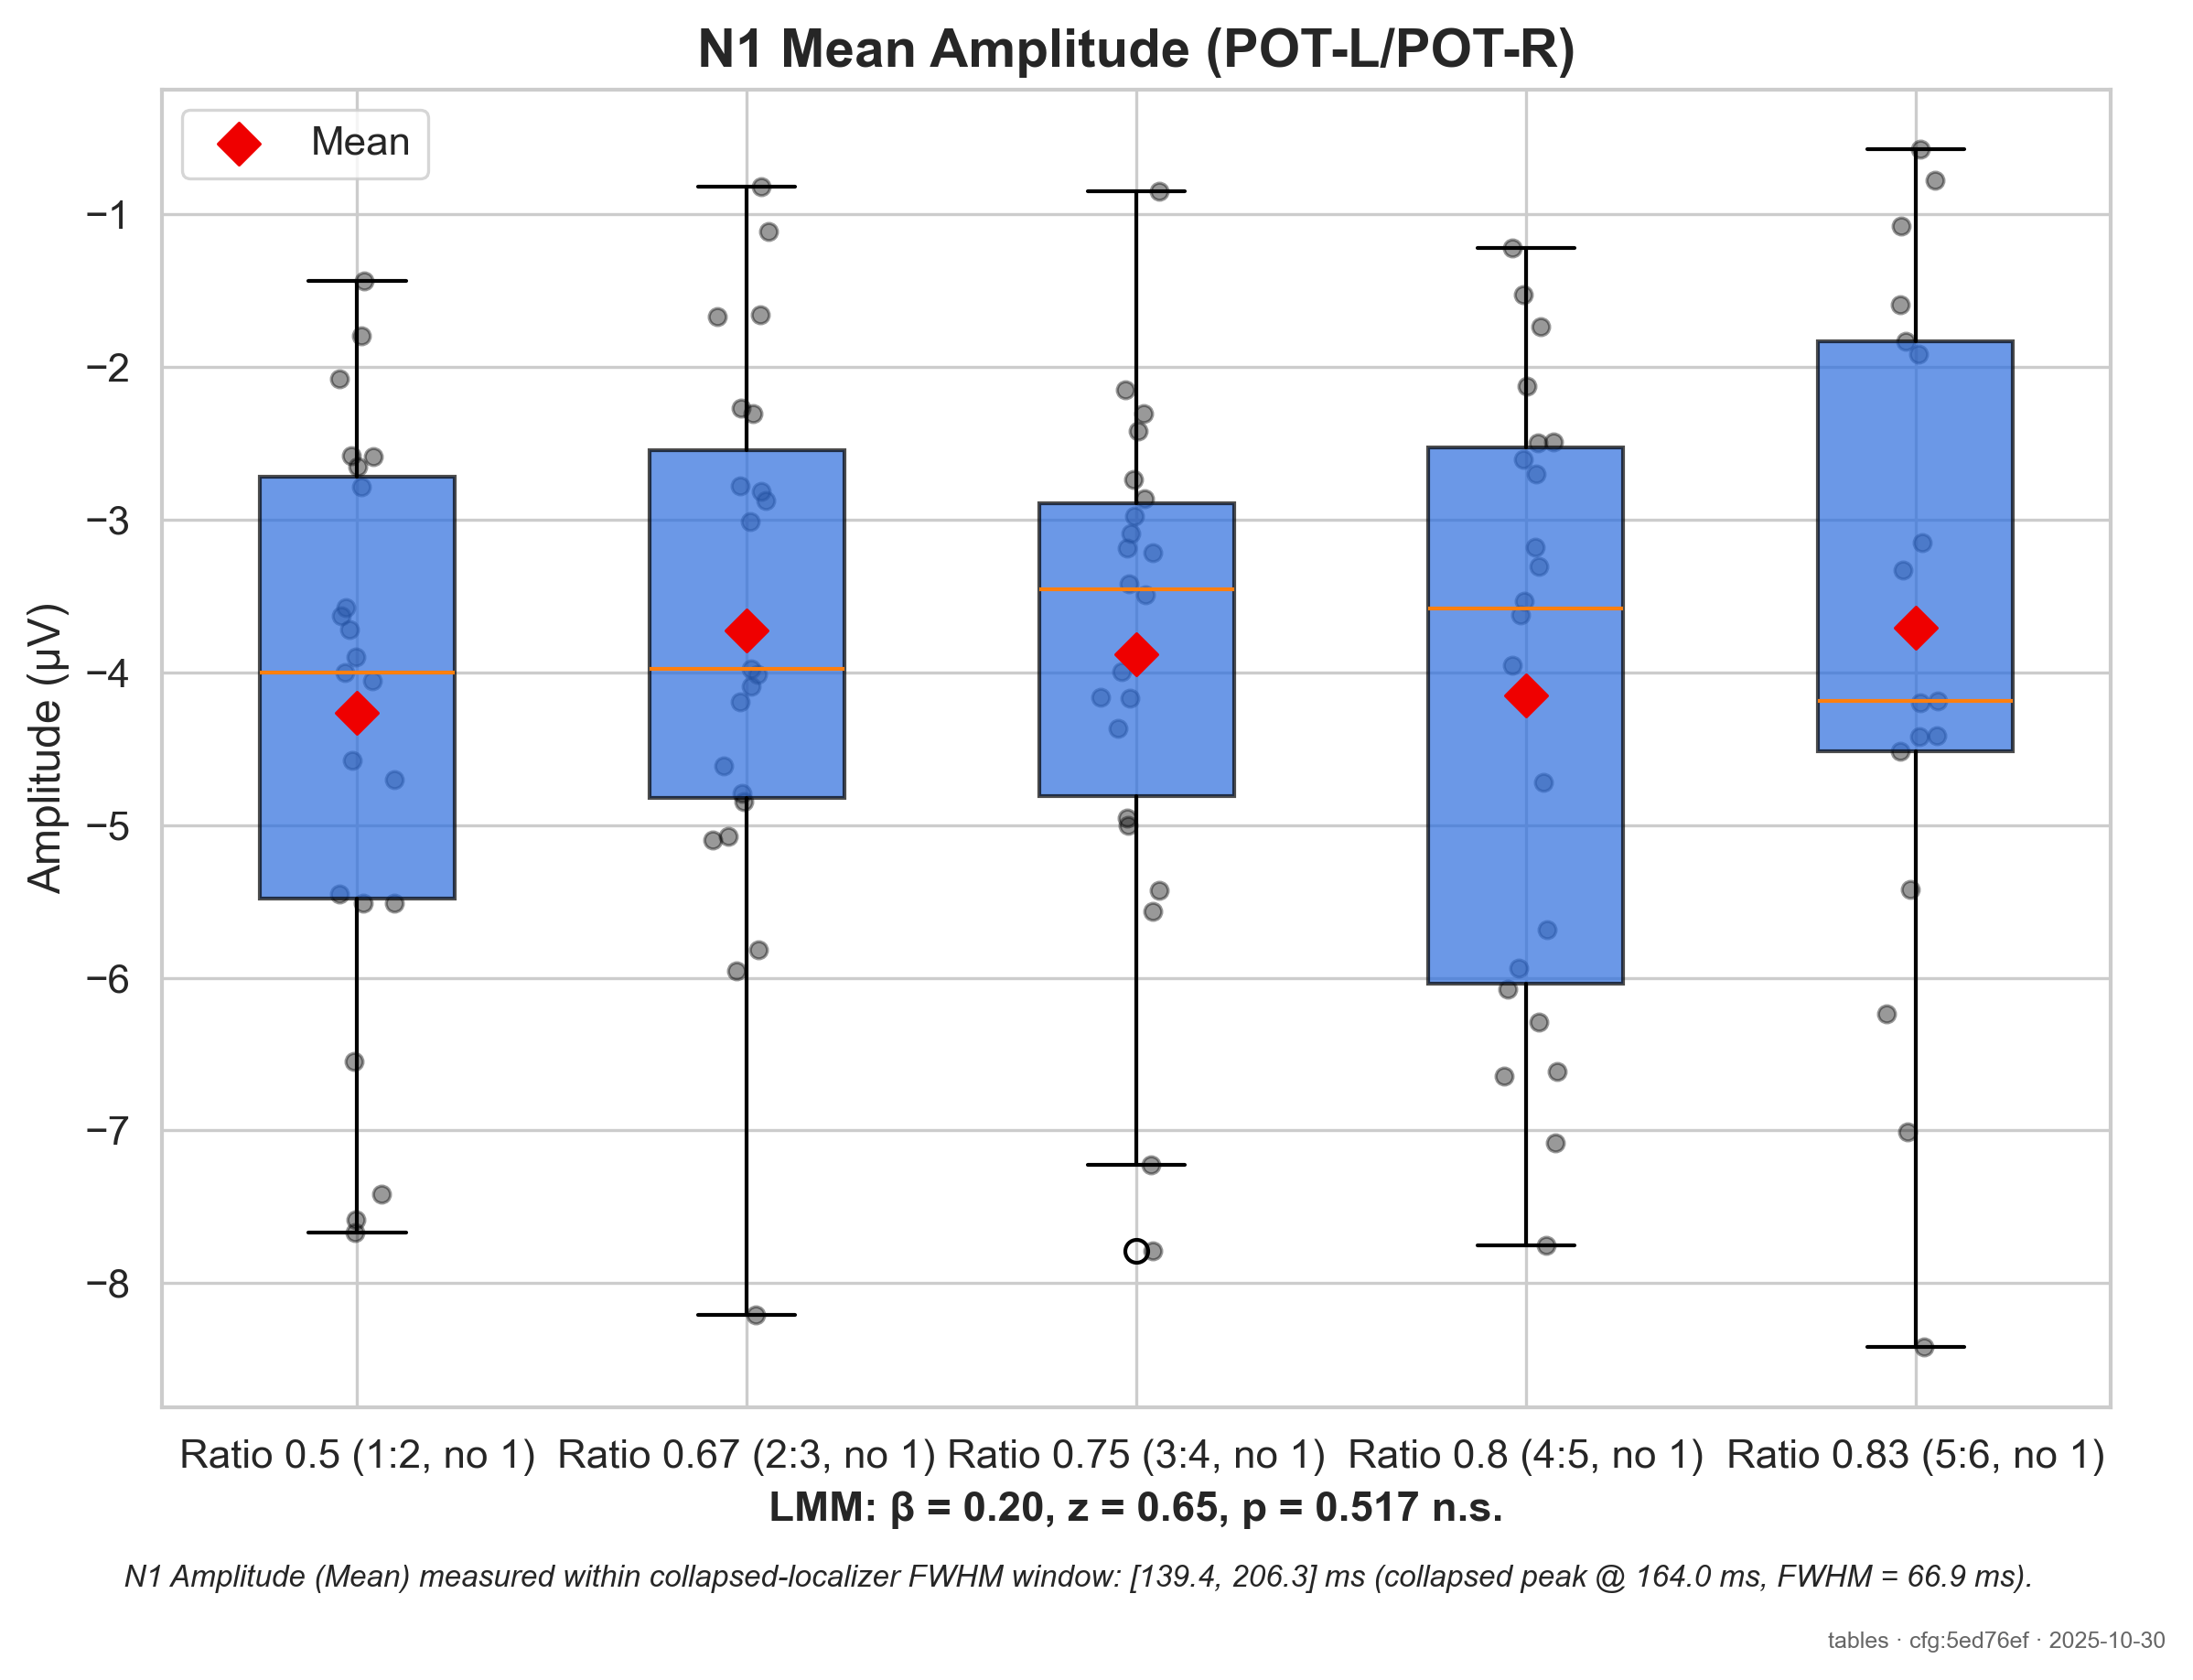 N1 Mean Amplitude (POT-L/POT-R)
Mean
Amplitude (µV)
−1
−2
−3
−4
−5
−6
−7
−8
Ratio 0.5 (1:2, no 1) Ratio 0.67 (2:3, no 1) Ratio 0.75 (3:4, no 1) Ratio 0.8 (4:5, no 1) Ratio 0.83 (5:6, no 1)
LMM: β = 0.20, z = 0.65, p = 0.517 n.s.
N1 Amplitude (Mean) measured within collapsed-localizer FWHM window: [139.4, 206.3] ms (collapsed peak @ 164.0 ms, FWHM = 66.9 ms).
tables · cfg:5ed76ef · 2025-10-30